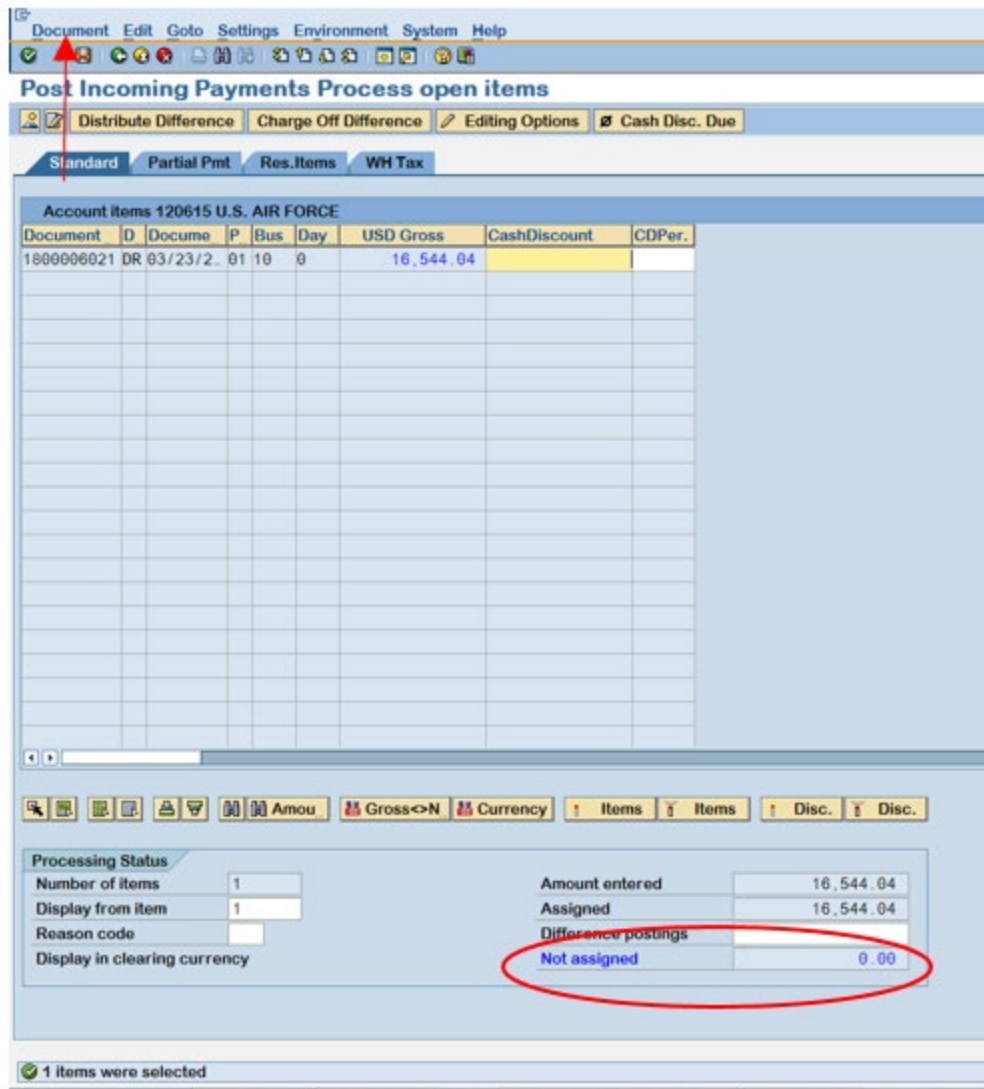 Document Edit Goto Settings Environment System Help
Post Incoming Payments Process open items
Distribute Difference Charge Off Difference Editing Options Cash Disc. Due
Standard Partial Pmt Res.Items WH Tax
Account items 120615 U.S. AIR FORCE
Document D Docume P Bus Day USD Gross CashDiscount CDPer.
1800006021 DR 03/23/2 01 10 0 16,544.04
Amou Gross<>N Currency Items Items Disc. Disc.
Processing Status
Number of items 1 Amount entered 16,544.04
Display from item 1 Assigned 16,544.04
Reason code Difference postings
Display in clearing currency Not assigned 0.00
1 items were selected